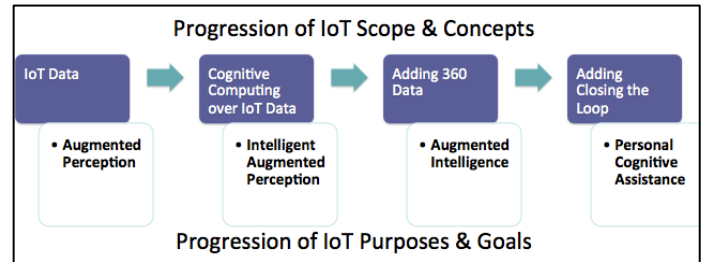 Progression of IoT Scope & Concepts
IoT Data
Cognitive
Computing
over IoT Data
Adding 360
Data
Adding
Closing the
Loop
• Augmented
Perception
• Intelligent
Augmented
Perception
• Augmented
Intelligence
• Personal
Cognitive
Assistance
Progression of IoT Purposes & Goals